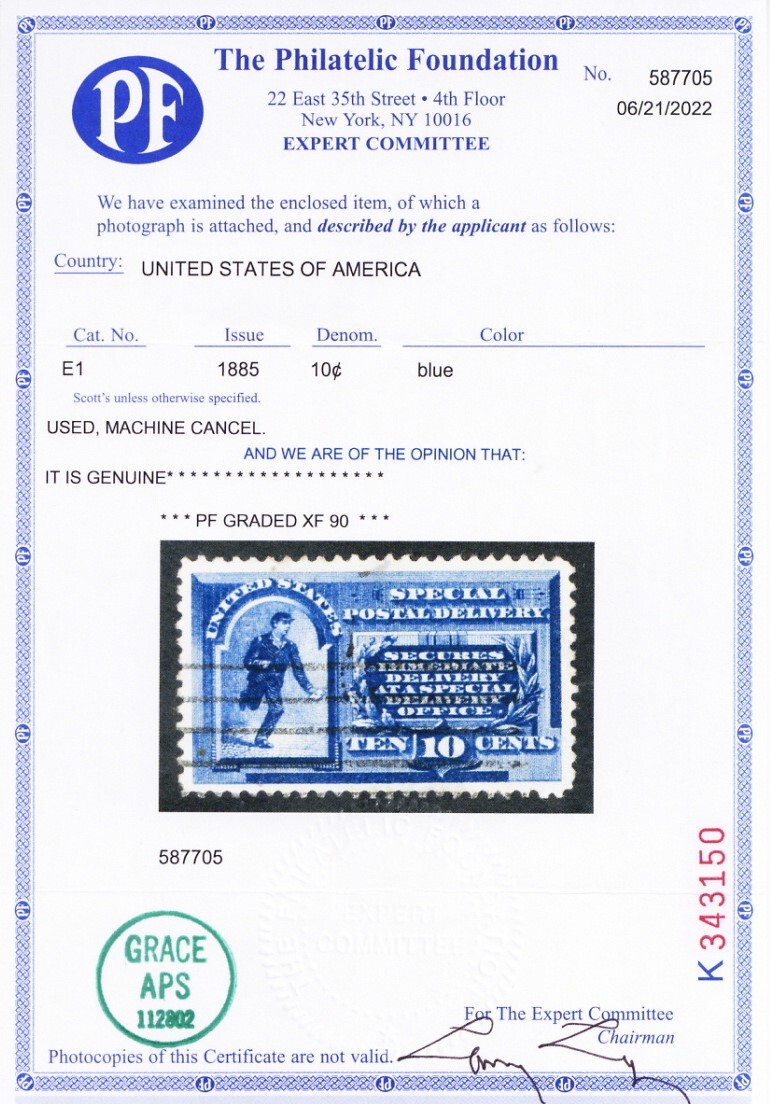 The Philatelic Foundation
No. 587705
22 East 35th Street • 4th Floor
06/21/2022
New York, NY 10016
EXPERT COMMITTEE
PF
We have examined the enclosed item, of which a
photograph is attached, and described by the applicant as follows:
Country: UNITED STATES OF AMERICA
Cat. No. Issue Denom. Color
E1 1885 10¢ blue
Scott's unless otherwise specified.
USED, MACHINE CANCEL.
AND WE ARE OF THE OPINION THAT:
IT IS GENUINE* * * * * * * * * * * * * * * * * * *
* * * PF GRADED XF 90 * * *
UNITED STATES
SPECIAL
POSTAL DELIVERY
SECURES
IMMEDIATE
DELIVERY
AT A SPECIAL
DELIVERY
OFFICE
TEN 10 CENTS
587705
K 343150
EXPERT
COMMITTEE
GRACE
APS
112802
For The Expert Committee
Chairman
Photocopies of this Certificate are not valid.